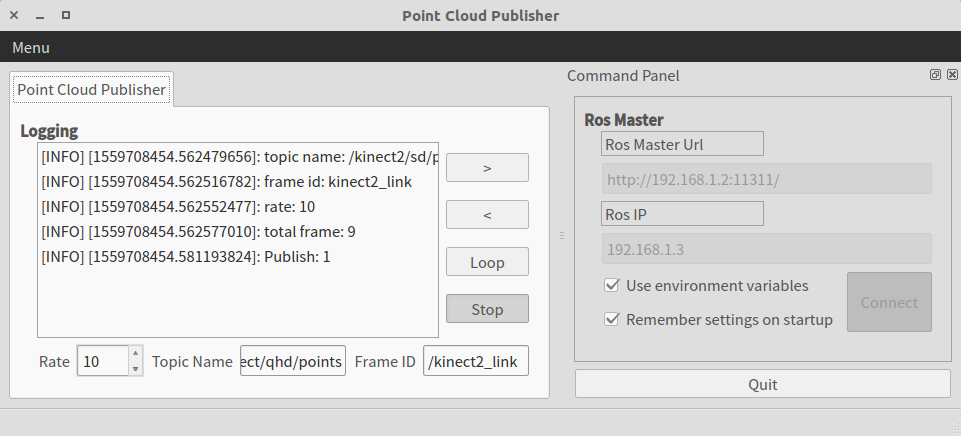 Point Cloud Publisher
Menu
Point Cloud Publisher
Logging
[INFO] [1559708454.562479656]: topic name: /kinect2/sd/p
[INFO] [1559708454.562516782]: frame id: kinect2_link
[INFO] [1559708454.562552477]: rate: 10
[INFO] [1559708454.562577010]: total frame: 9
[INFO] [1559708454.581193824]: Publish: 1
>
<
Loop
Stop
Rate 10 Topic Name ect/qhd/points Frame ID /kinect2_link
Command Panel
Ros Master
Ros Master Url
http://192.168.1.2:11311/
Ros IP
192.168.1.3
Use environment variables
Remember settings on startup
Connect
Quit